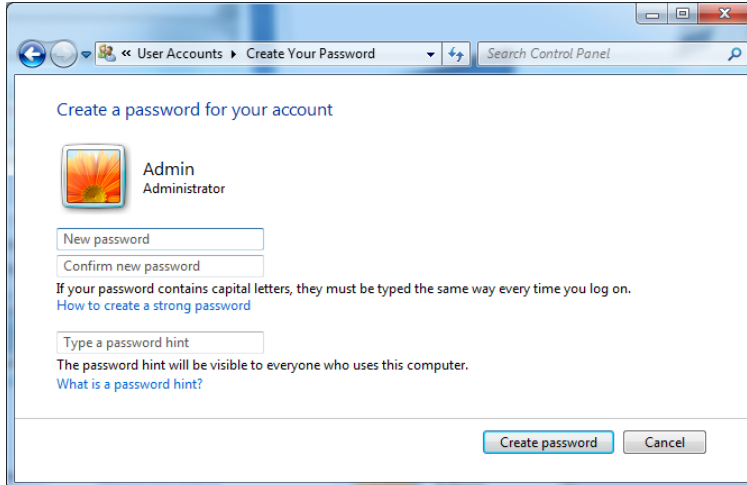 « User Accounts ▸ Create Your Password
Search Control Panel
Create a password for your account
Admin
Administrator
New password
Confirm new password
If your password contains capital letters, they must be typed the same way every time you log on.
How to create a strong password
Type a password hint
The password hint will be visible to everyone who uses this computer.
What is a password hint?
Create password
Cancel